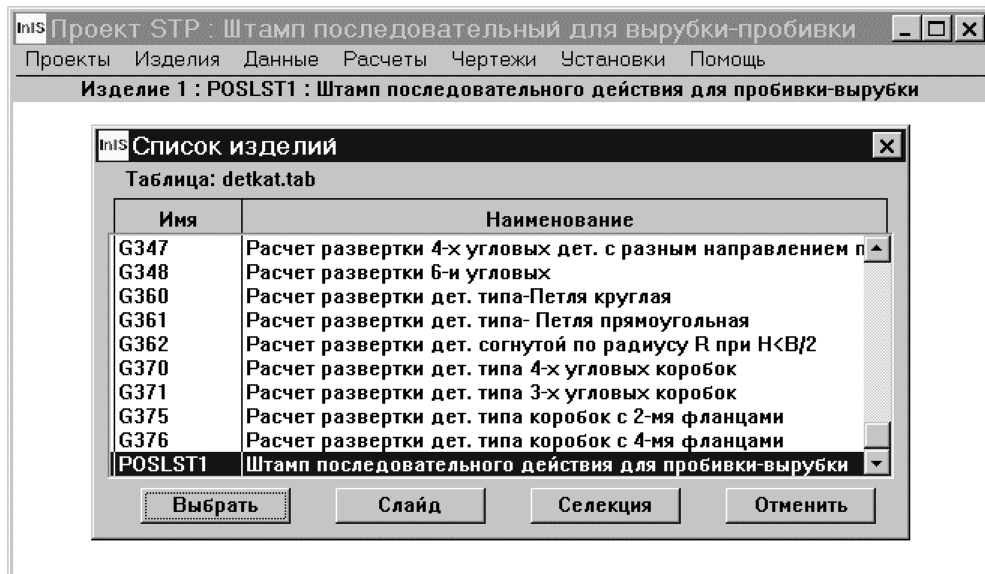 InIS Проект STP : Штамп последовательный для вырубки-пробивки
Проекты Изделия Данные Расчеты Чертежи Установки Помощь
Изделие 1 : POSLST1 : Штамп последовательного действия для пробивки-вырубки
InIS Список изделий
Таблица: detkat.tab
Имя Наименование
G347 Расчет развертки 4-х угловых дет. с разным направлением п
G348 Расчет развертки 6-и угловых
G360 Расчет развертки дет. типа-Петля круглая
G361 Расчет развертки дет. типа- Петля прямоугольная
G362 Расчет развертки дет. согнутой по радиусу R при H<B/2
G370 Расчет развертки дет. типа 4-х угловых коробок
G371 Расчет развертки дет. типа 3-х угловых коробок
G375 Расчет развертки дет. типа коробок с 2-мя фланцами
G376 Расчет развертки дет. типа коробок с 4-мя фланцами
POSLST1 Штамп последовательного действия для пробивки-вырубки
Выбрать Слайд Селекция Отменить